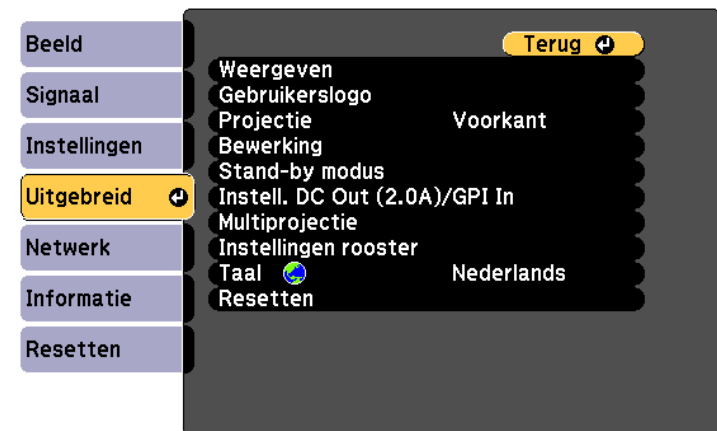 Beeld
Signaal
Instellingen
Uitgebreid
Netwerk
Informatie
Resetten
Terug
Weergeven
Gebruikerslogo
Projectie Voorkant
Bewerking
Stand-by modus
Instell. DC Out (2.0A)/GPI In
Multiprojectie
Instellingen rooster
Taal Nederlands
Resetten